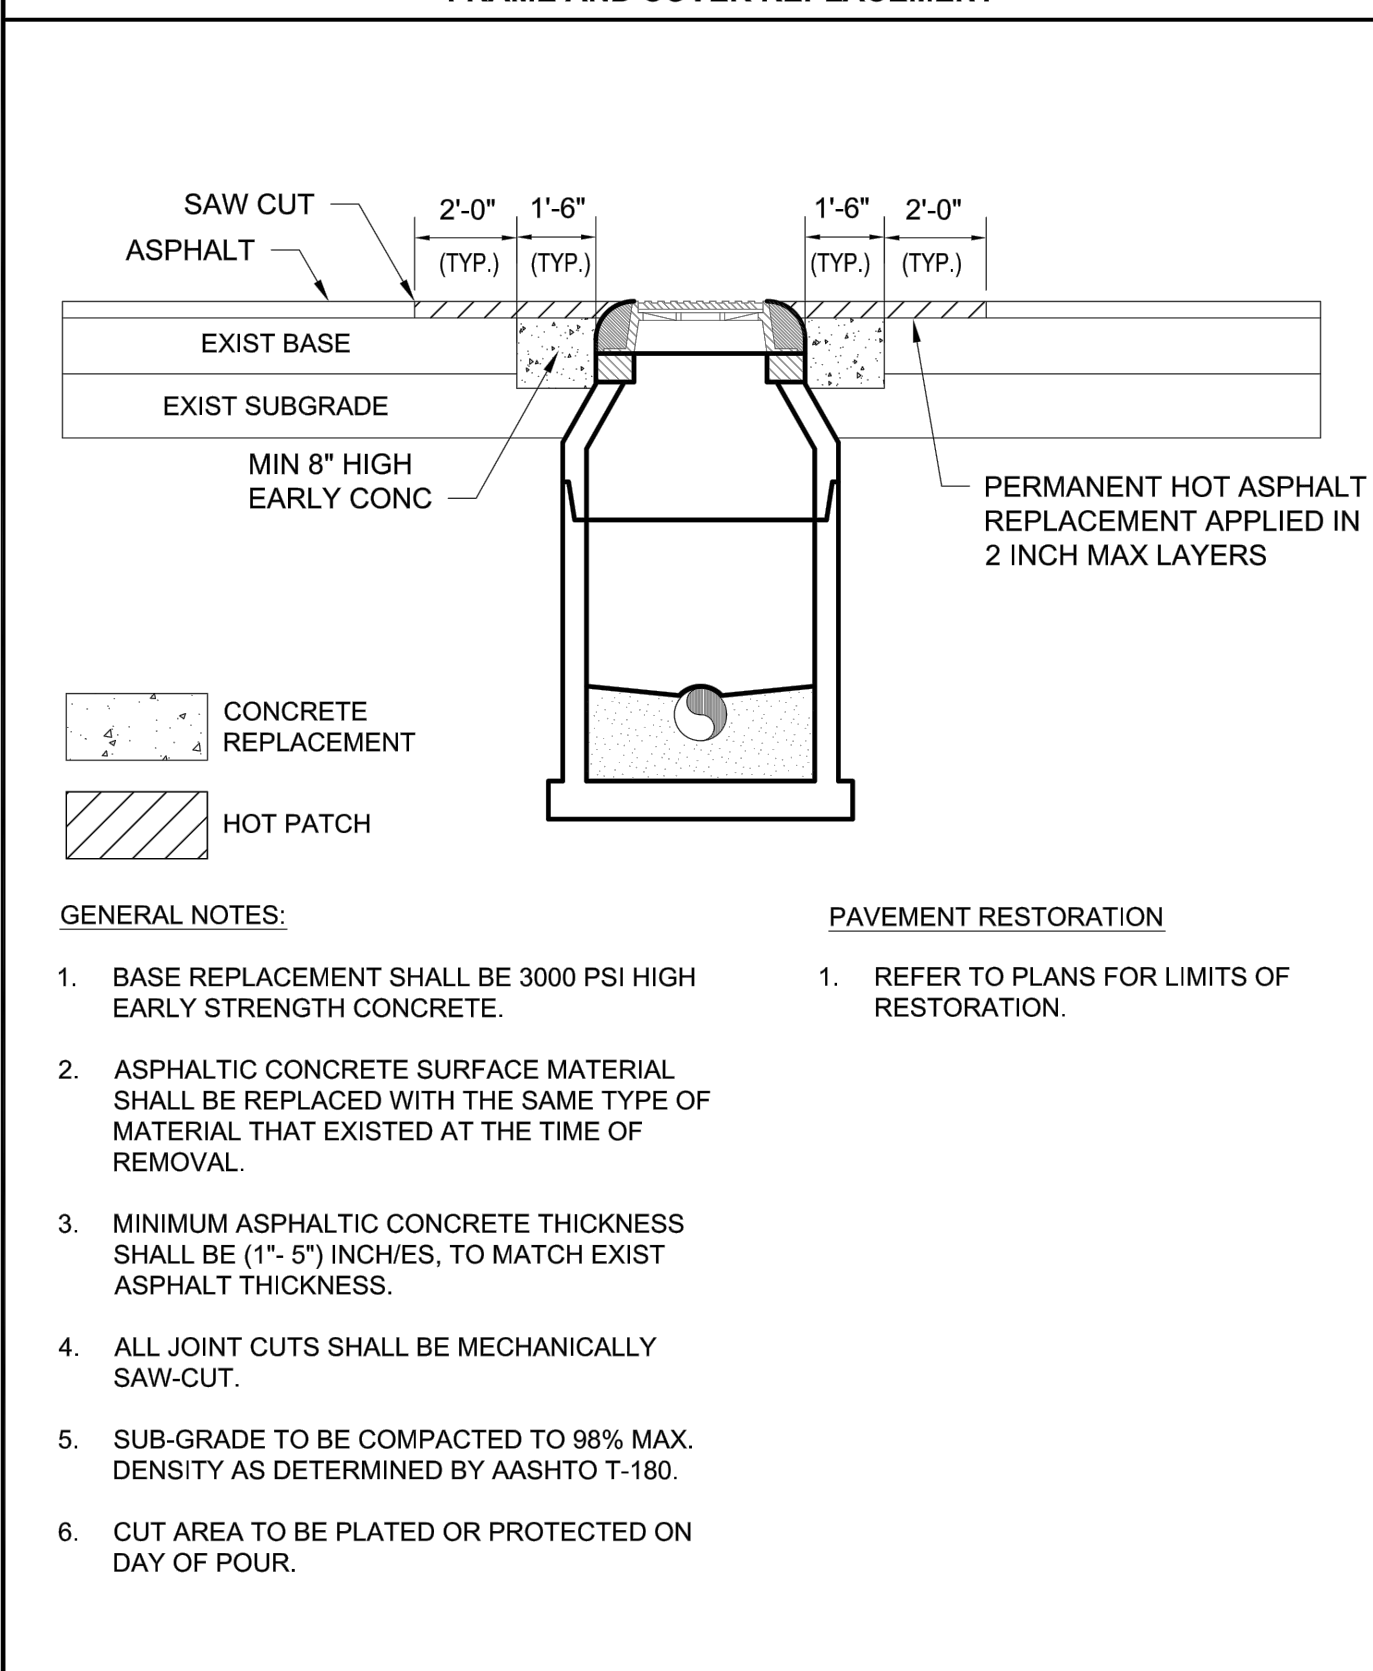 FRAME AND COVER REPLACEMENT
SAW CUT
ASPHALT
2'-0"
(TYP.)
1'-6"
(TYP.)
1'-6"
(TYP.)
2'-0"
(TYP.)
EXIST BASE
EXIST SUBGRADE
MIN 8" HIGH
EARLY CONC
PERMANENT HOT ASPHALT
REPLACEMENT APPLIED IN
2 INCH MAX LAYERS
CONCRETE
REPLACEMENT
HOT PATCH
GENERAL NOTES:
1. BASE REPLACEMENT SHALL BE 3000 PSI HIGH
EARLY STRENGTH CONCRETE.
2. ASPHALTIC CONCRETE SURFACE MATERIAL
SHALL BE REPLACED WITH THE SAME TYPE OF
MATERIAL THAT EXISTED AT THE TIME OF
REMOVAL.
3. MINIMUM ASPHALTIC CONCRETE THICKNESS
SHALL BE (1"- 5") INCH/ES, TO MATCH EXIST
ASPHALT THICKNESS.
4. ALL JOINT CUTS SHALL BE MECHANICALLY
SAW-CUT.
5. SUB-GRADE TO BE COMPACTED TO 98% MAX.
DENSITY AS DETERMINED BY AASHTO T-180.
6. CUT AREA TO BE PLATED OR PROTECTED ON
DAY OF POUR.
PAVEMENT RESTORATION
1. REFER TO PLANS FOR LIMITS OF
RESTORATION.